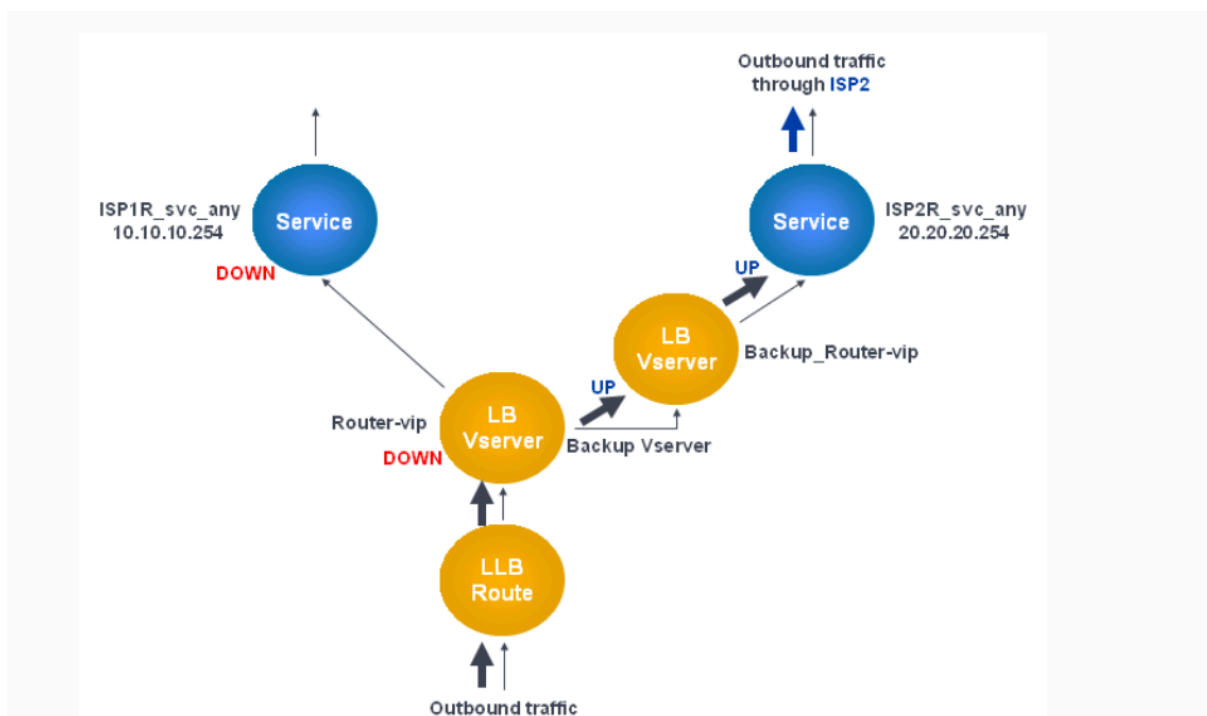 Outbound traffic
through ISP2
ISP1R_svc_any
10.10.10.254
Service
DOWN
Service
ISP2R_svc_any
20.20.20.254
UP
LB
Vserver
Backup_Router-vip
UP
Router-vip
LB
Vserver
Backup Vserver
DOWN
LLB
Route
Outbound traffic